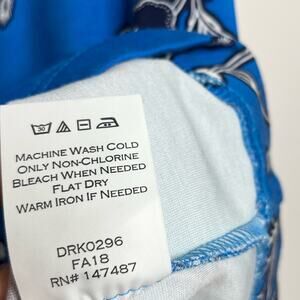 Machine Wash Cold
Only Non-Chlorine
Bleach When Needed
Flat Dry
Warm Iron If Needed
DRK0296
FA18
RN# 147487